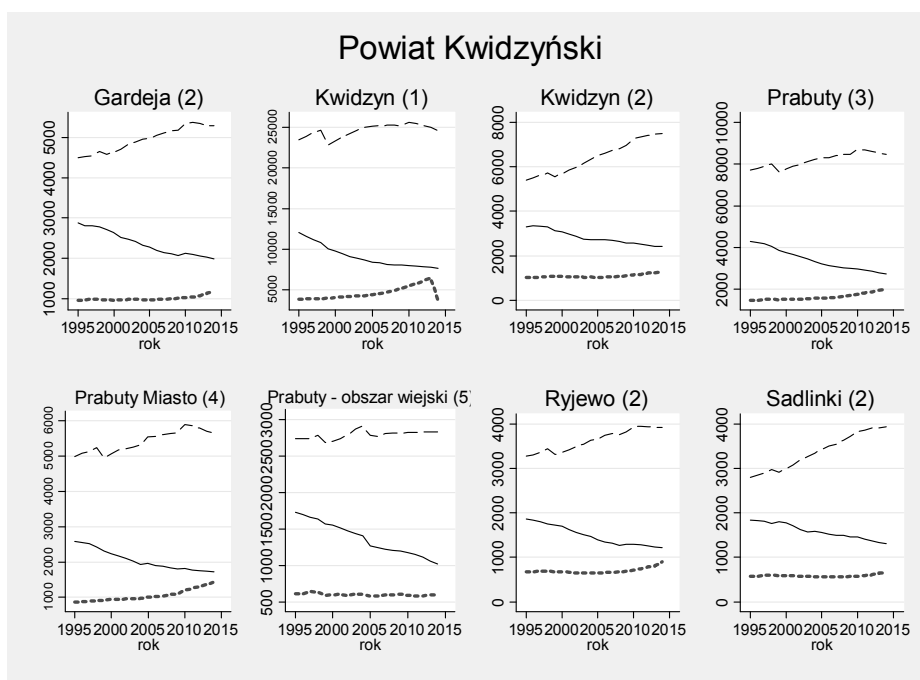 Powiat Kwidzyński
Gardeja (2)
1000 2000 3000 4000 5000
1995 2000 2005 2010 2015
rok
Kwidzyn (1)
5000 10000 15000 20000 25000
1995 2000 2005 2010 2015
rok
Kwidzyn (2)
0 2000 4000 6000 8000
1995 2000 2005 2010 2015
rok
Prabuty (3)
2000 4000 6000 8000 10000
1995 2000 2005 2010 2015
rok
Prabuty Miasto (4)
1000 2000 3000 4000 5000 6000
1995 2000 2005 2010 2015
rok
Prabuty - obszar wiejski (5)
500 1000 1500 2000 2500 3000
1995 2000 2005 2010 2015
rok
Ryjewo (2)
0 1000 2000 3000 4000
1995 2000 2005 2010 2015
rok
Sadlinki (2)
0 1000 2000 3000 4000
1995 2000 2005 2010 2015
rok